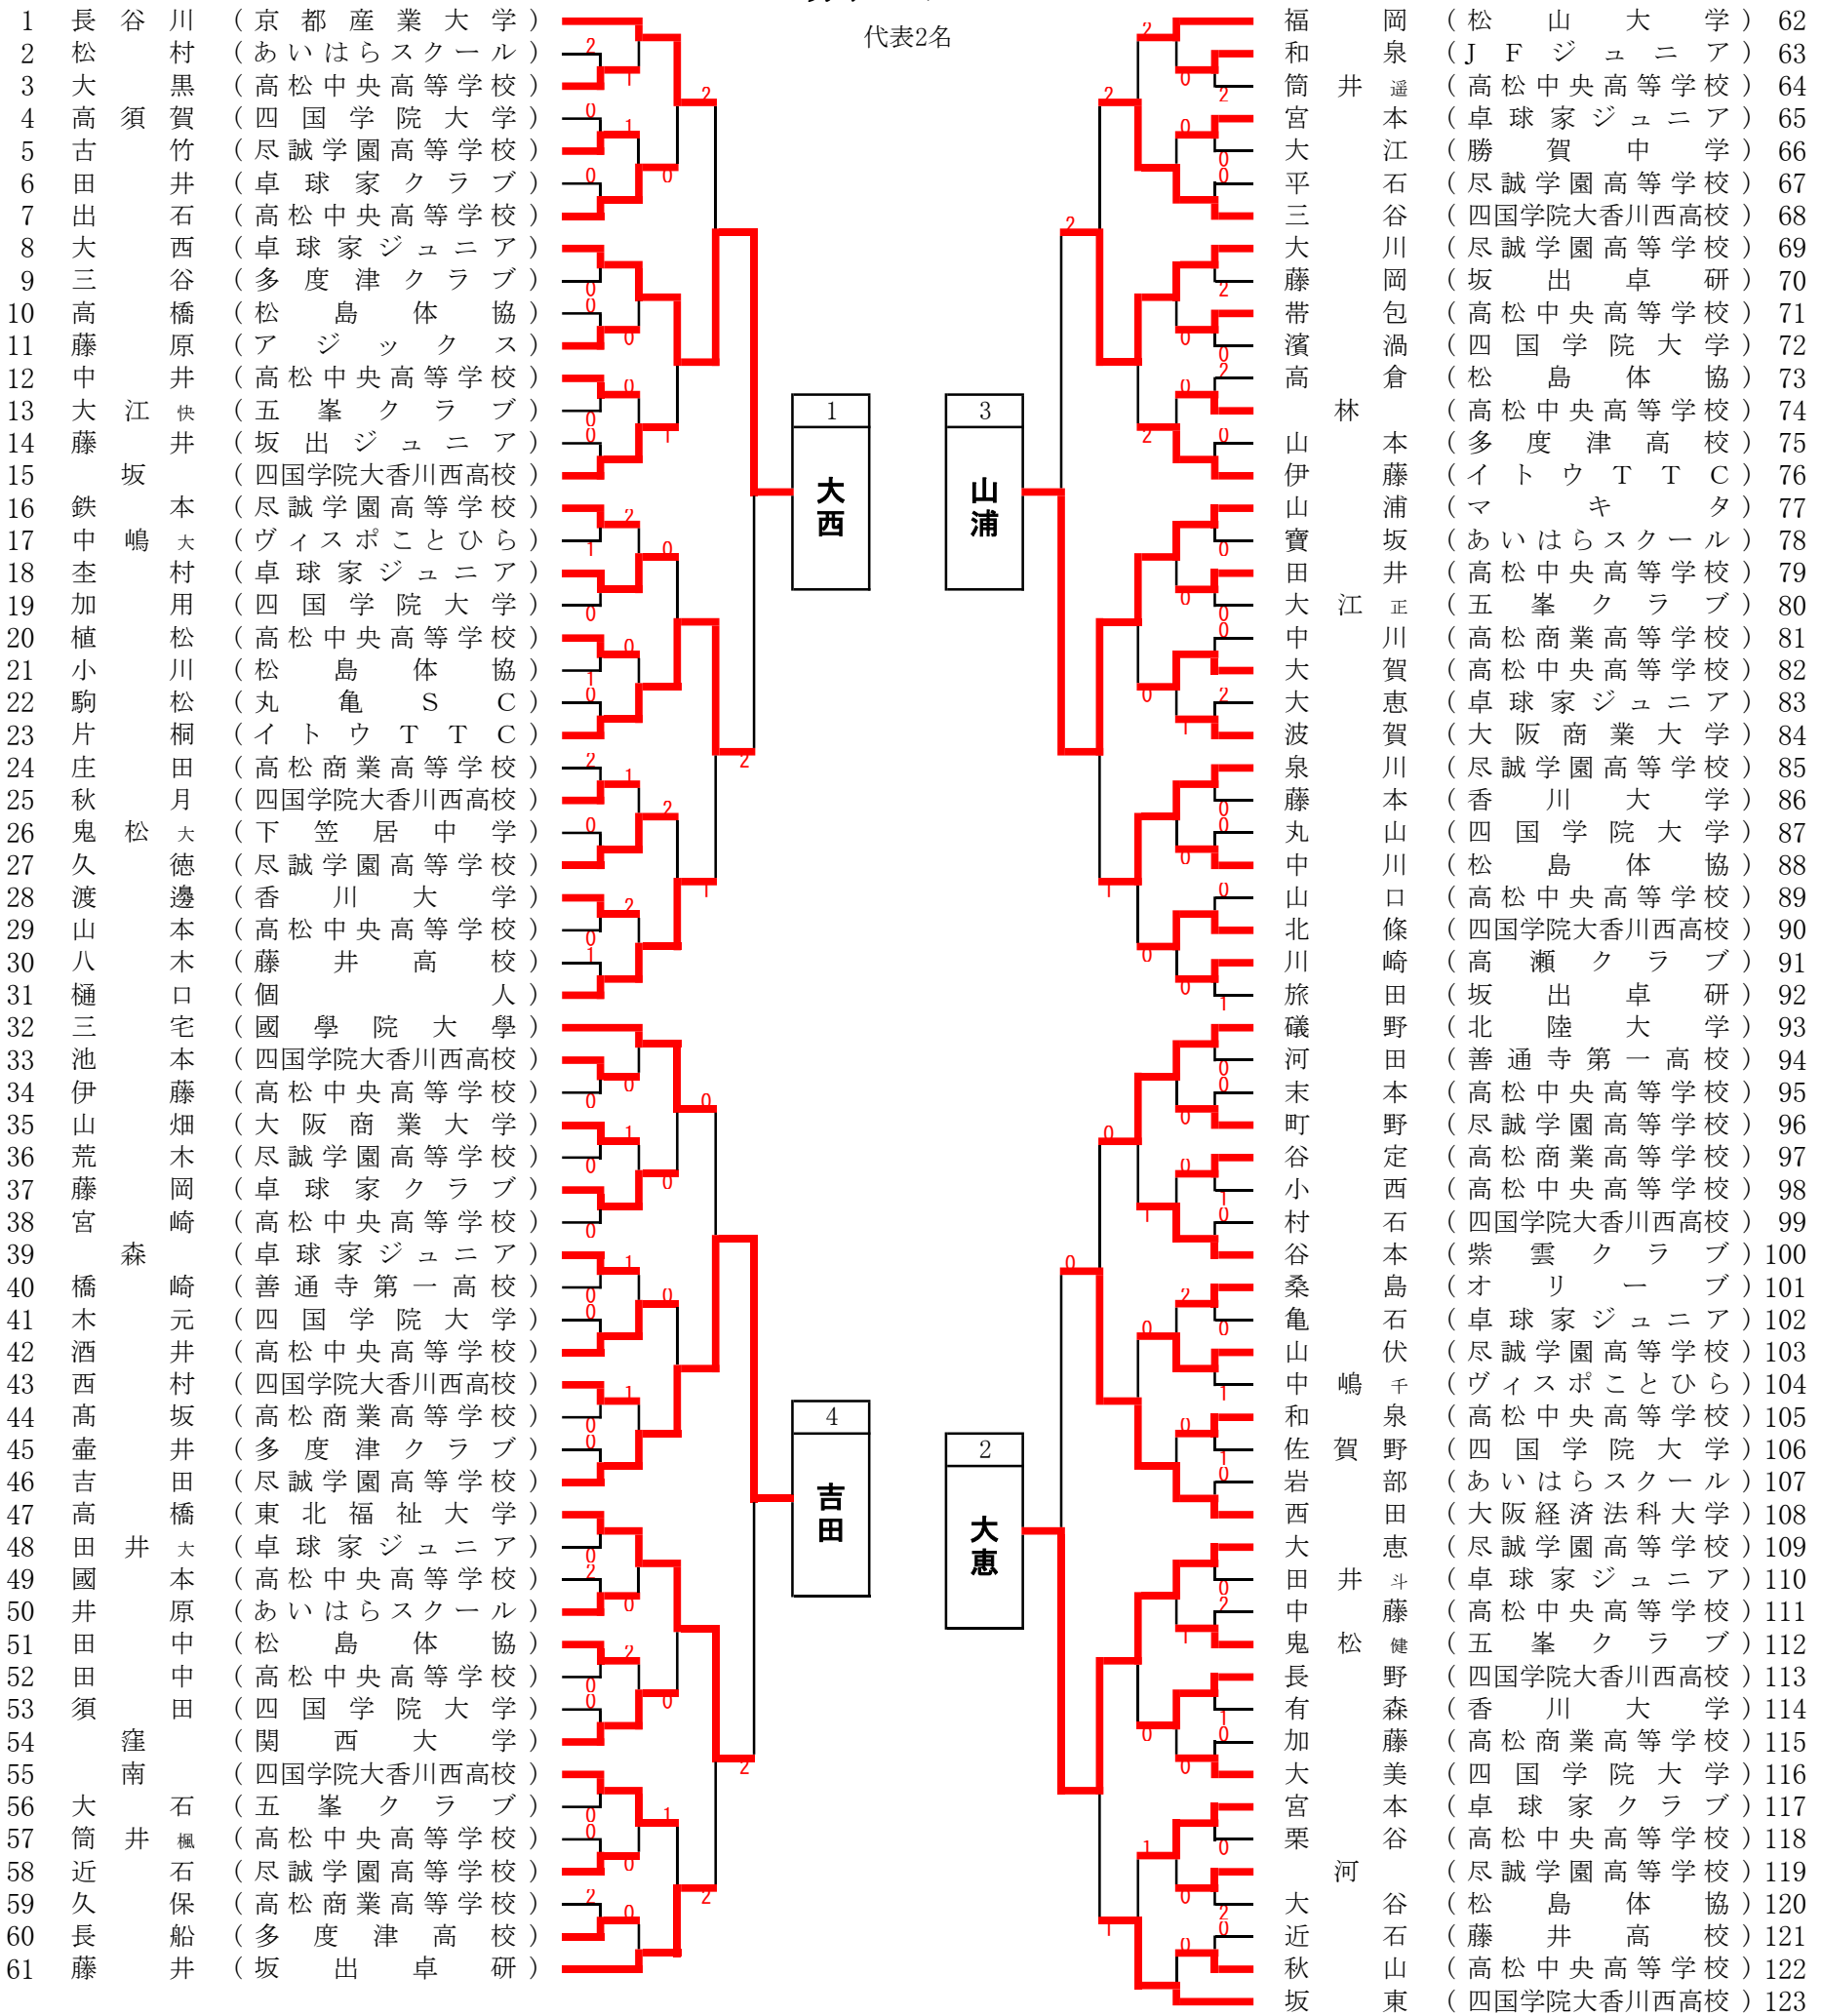 代表2名
1 長谷川 （京都産業大学）
2 松村 （あいはらスクール） 2
3 大黒 （高松中央高等学校） 1
4 高須賀 （四国学院大学） 0
5 古竹 （尽誠学園高等学校） 1
6 田井 （卓球家クラブ） 0
7 出石 （高松中央高等学校）
8 大西 （卓球家ジュニア）
9 三谷 （多度津クラブ） 0
10 高橋 （松島体協） 0
11 藤原 （アジックス） 0
12 中井 （高松中央高等学校） 0
13 大江快 （五峯クラブ） 0
14 藤井 （坂出ジュニア） 0
15 坂 （四国学院大香川西高校）
16 鉄本 （尽誠学園高等学校） 2
17 中嶋大 （ヴィスポことひら） 1
18 杢村 （卓球家ジュニア）
19 加用 （四国学院大学） 0
20 植松 （高松中央高等学校） 0
21 小川 （松島体協） 1
22 駒松 （丸亀SC） 0
23 片桐 （イトウTTC）
24 庄田 （高松商業高等学校） 2
25 秋月 （四国学院大香川西高校） 1
26 鬼松大 （下笠居中学） 0
27 久徳 （尽誠学園高等学校）
28 渡邊 （香川大学） 2
29 山本 （高松中央高等学校） 0
30 八木 （藤井高校） 1
31 樋口 （個人）
32 三宅 （國學院大學）
33 池本 （四国学院大香川西高校） 0
34 伊藤 （高松中央高等学校） 0
35 山畑 （大阪商業大学） 1
36 荒木 （尽誠学園高等学校） 0
37 藤岡 （卓球家クラブ） 0
38 宮崎 （高松中央高等学校） 0
39 森 （卓球家ジュニア） 1
40 橋崎 （善通寺第一高校） 0
41 木元 （四国学院大学） 0
42 酒井 （高松中央高等学校）
43 西村 （四国学院大香川西高校） 1
44 髙坂 （高松商業高等学校） 0
45 壷井 （多度津クラブ） 0
46 吉田 （尽誠学園高等学校）
47 高橋 （東北福祉大学）
48 田井大 （卓球家ジュニア） 0
49 國本 （高松中央高等学校） 2
50 井原 （あいはらスクール） 0
51 田中 （松島体協） 2
52 田中 （高松中央高等学校） 0
53 須田 （四国学院大学） 0
54 窪 （関西大学）
55 南 （四国学院大香川西高校）
56 大石 （五峯クラブ） 0
57 筒井楓 （高松中央高等学校） 0
58 近石 （尽誠学園高等学校） 0
59 久保 （高松商業高等学校） 2
60 長船 （多度津高校） 0
61 藤井 （坂出卓研）
2 0 0 1 0 0 2 2 1
0 0 0 0 1 2 2
1
大西
3
山浦
4
吉田
2
大恵
福岡 （松山大学） 62
和泉 （JFジュニア） 63
筒井遥 （高松中央高等学校） 64
宮本 （卓球家ジュニア） 65
大江 （勝賀中学） 66
平石 （尽誠学園高等学校） 67
三谷 （四国学院大香川西高校） 68
大川 （尽誠学園高等学校） 69
藤岡 （坂出卓研） 70
帯包 （高松中央高等学校） 71
濱渦 （四国学院大学） 72
高倉 （松島体協） 73
林 （高松中央高等学校） 74
山本 （多度津高校） 75
伊藤 （イトウTTC） 76
山浦 （マキタ） 77
寶坂 （あいはらスクール） 78
田井 （高松中央高等学校） 79
大江正 （五峯クラブ） 80
中川 （高松商業高等学校） 81
大賀 （高松中央高等学校） 82
大恵 （卓球家ジュニア） 83
波賀 （大阪商業大学） 84
泉川 （尽誠学園高等学校） 85
藤本 （香川大学） 86
丸山 （四国学院大学） 87
中川 （松島体協） 88
山口 （高松中央高等学校） 89
北條 （四国学院大香川西高校） 90
川崎 （高瀬クラブ） 91
旅田 （坂出卓研） 92
礒野 （北陸大学） 93
河田 （善通寺第一高校） 94
末本 （高松中央高等学校） 95
町野 （尽誠学園高等学校） 96
谷定 （高松商業高等学校） 97
小西 （高松中央高等学校） 98
村石 （四国学院大香川西高校） 99
谷本 （紫雲クラブ） 100
桑島 （オリーブ） 101
亀石 （卓球家ジュニア） 102
山伏 （尽誠学園高等学校） 103
中嶋千 （ヴィスポことひら） 104
和泉 （高松中央高等学校） 105
佐賀野 （四国学院大学） 106
岩部 （あいはらスクール） 107
西田 （大阪経済法科大学） 108
大恵 （尽誠学園高等学校） 109
田井斗 （卓球家ジュニア） 110
中藤 （高松中央高等学校） 111
鬼松健 （五峯クラブ） 112
長野 （四国学院大香川西高校） 113
有森 （香川大学） 114
加藤 （高松商業高等学校） 115
大美 （四国学院大学） 116
宮本 （卓球家クラブ） 117
栗谷 （高松中央高等学校） 118
河 （尽誠学園高等学校） 119
大谷 （松島体協） 120
近石 （藤井高校） 121
秋山 （高松中央高等学校） 122
坂東 （四国学院大香川西高校） 123